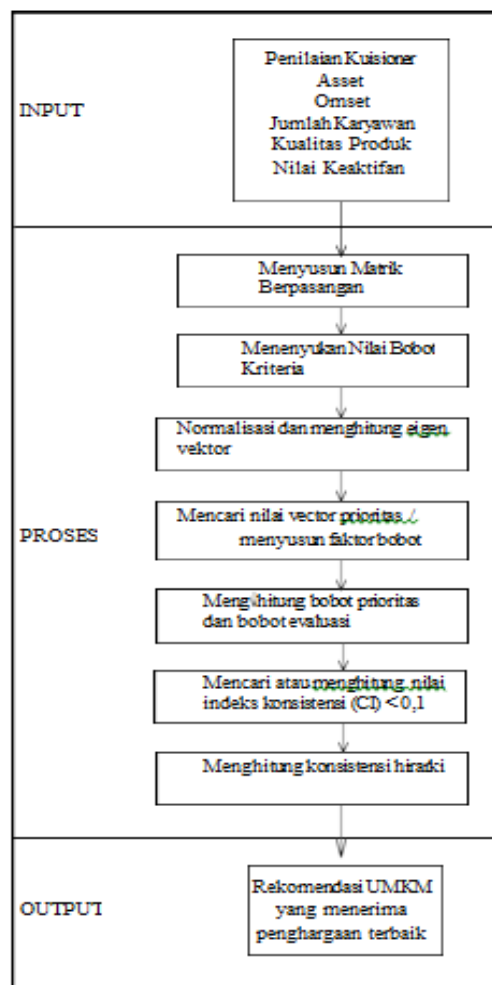 INPUT
Penilaian Kuisioner
Asset
Omset
Jumlah Karyawan
Kualitas Produk
Nilai Keaktifan
PROSES
Menyusun Matrik
Berpasangan
Menenyukan Nilai Bobot
Kriteria
Normalisasi dan menghitung eigen
vektor
Mencari nilai vector prioritas /
menyusun faktor bobot
Menghitung bobot prioritas
dan bobot evaluasi
Mencari atau menghitung nilai
indeks konsistensi (CI) < 0,1
Menghitung konsistensi hirarki
OUTPUT
Rekomendasi UMKM
yang menerima
penghargaan terbaik